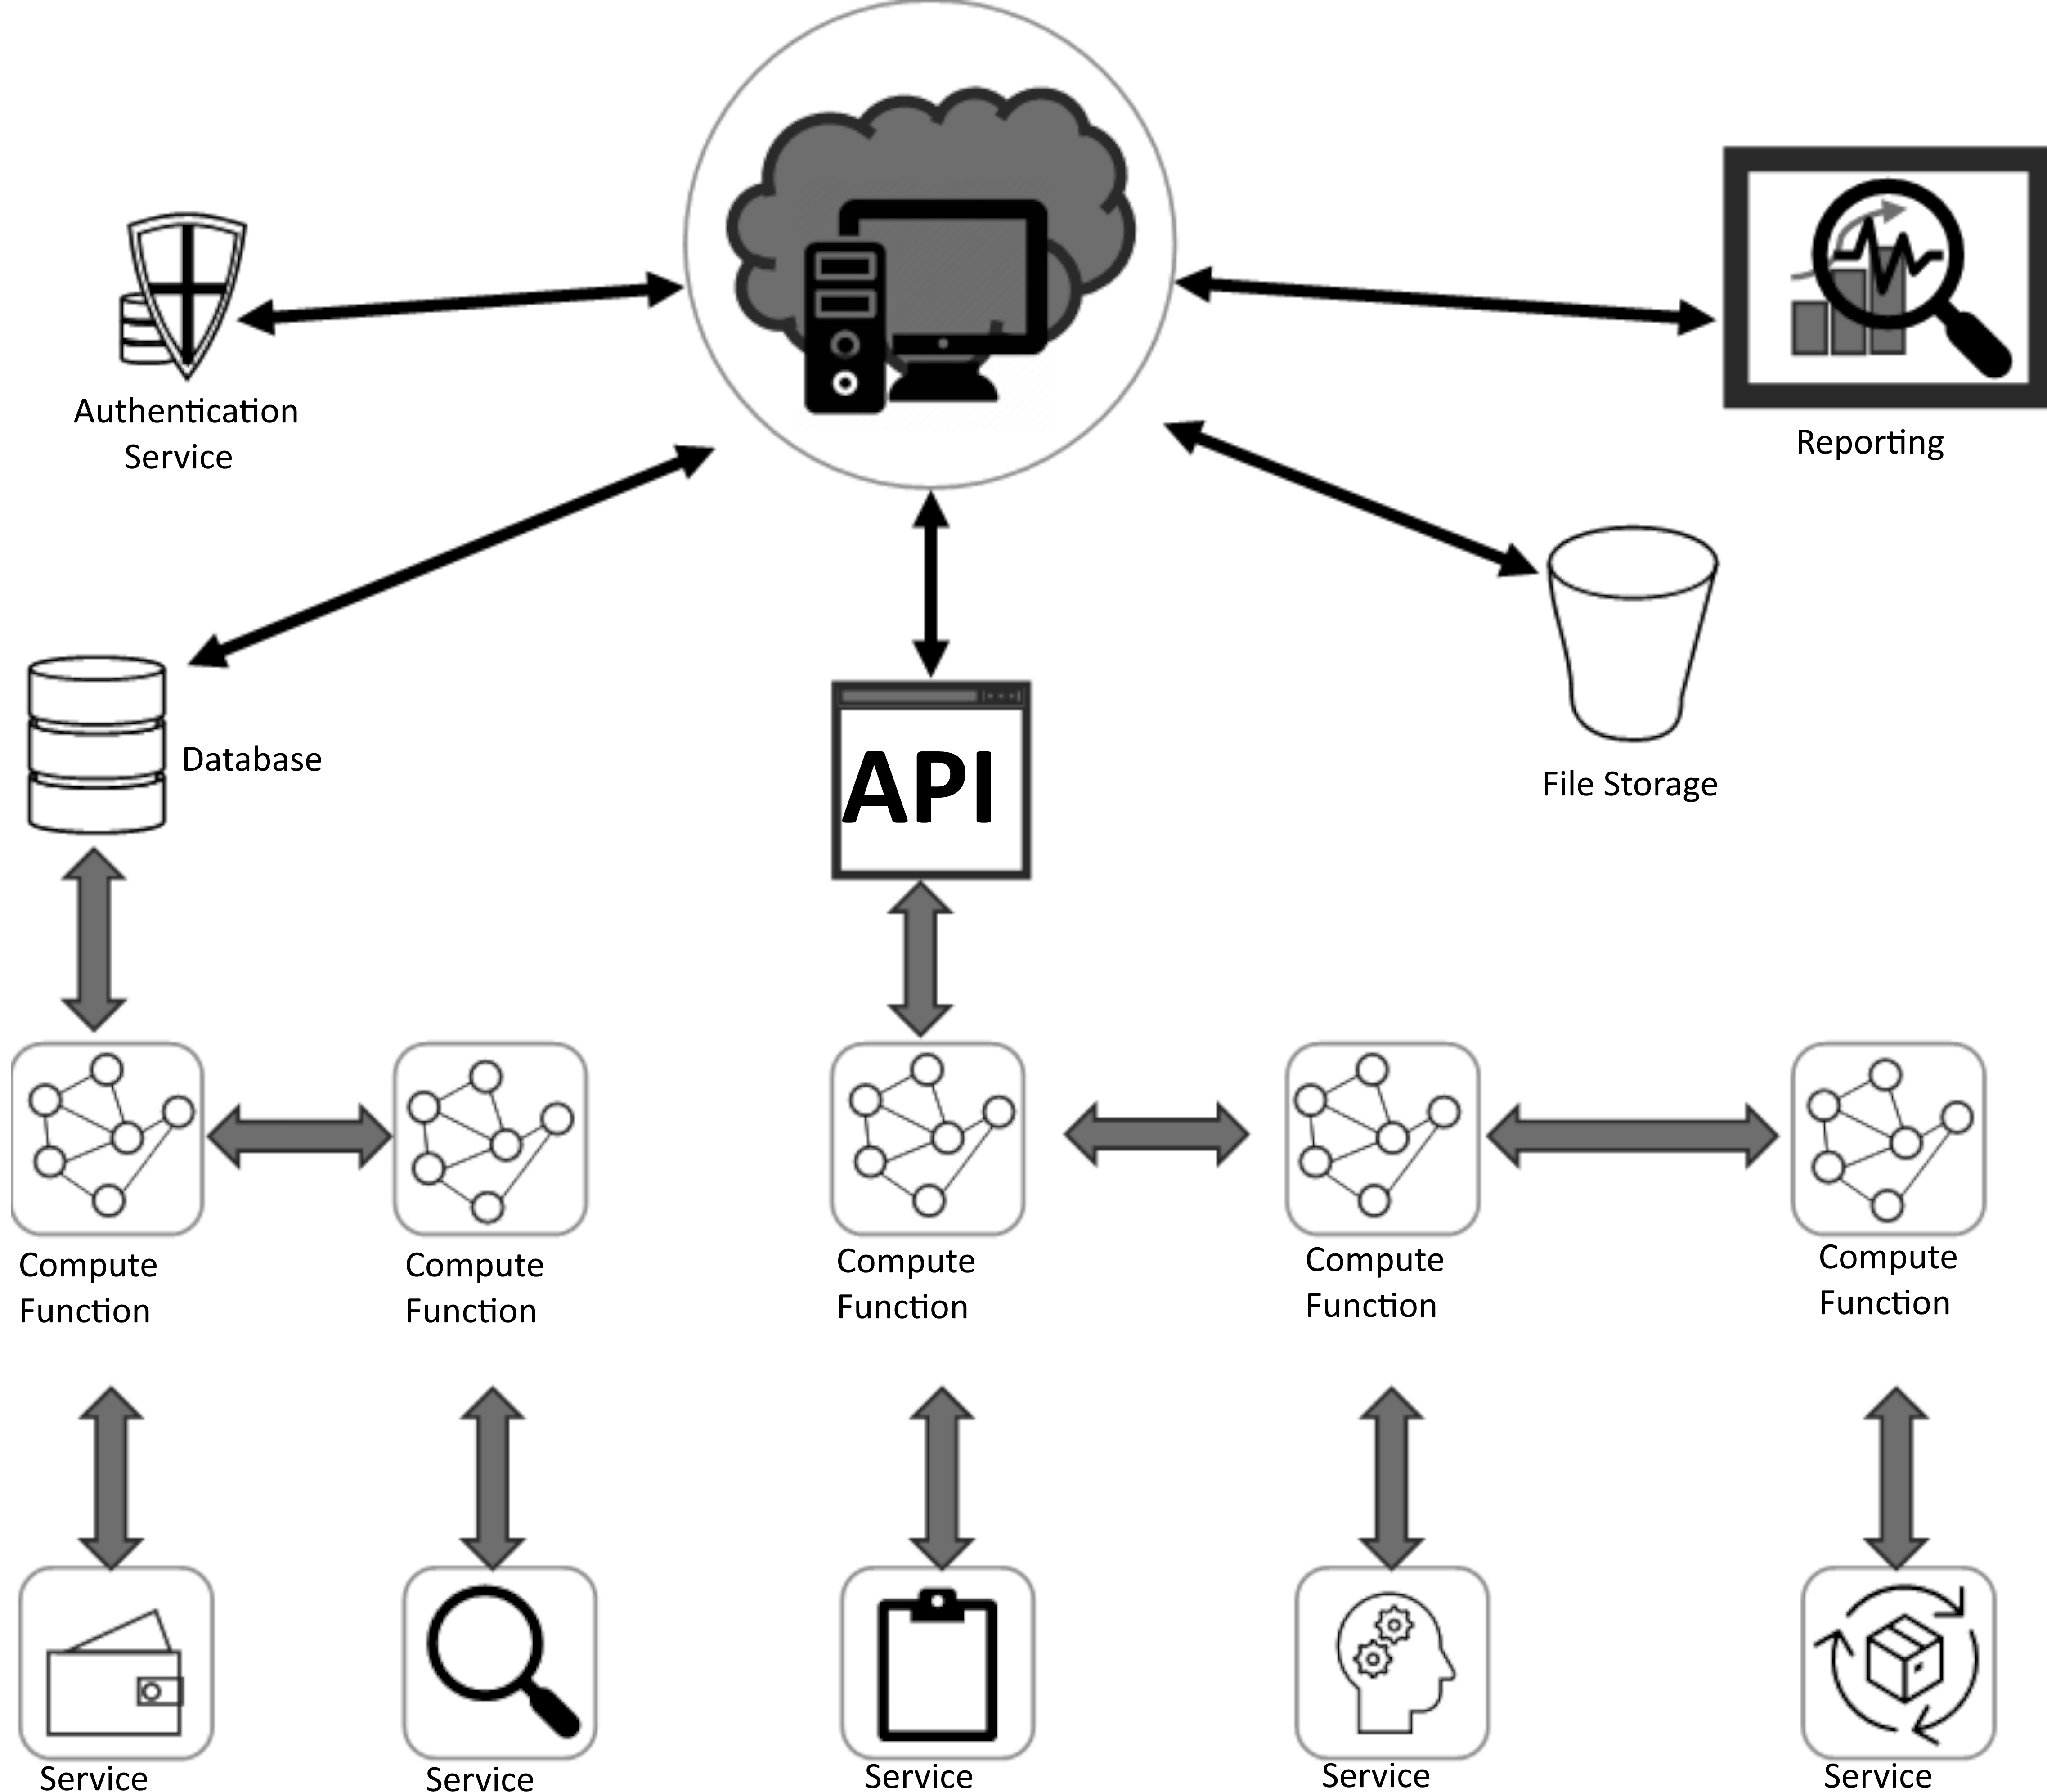 Authentication
Service
Reporting
Database
API
File Storage
Compute
Function
Compute
Function
Compute
Function
Compute
Function
Compute
Function
Service
Service
Service
Service
Service